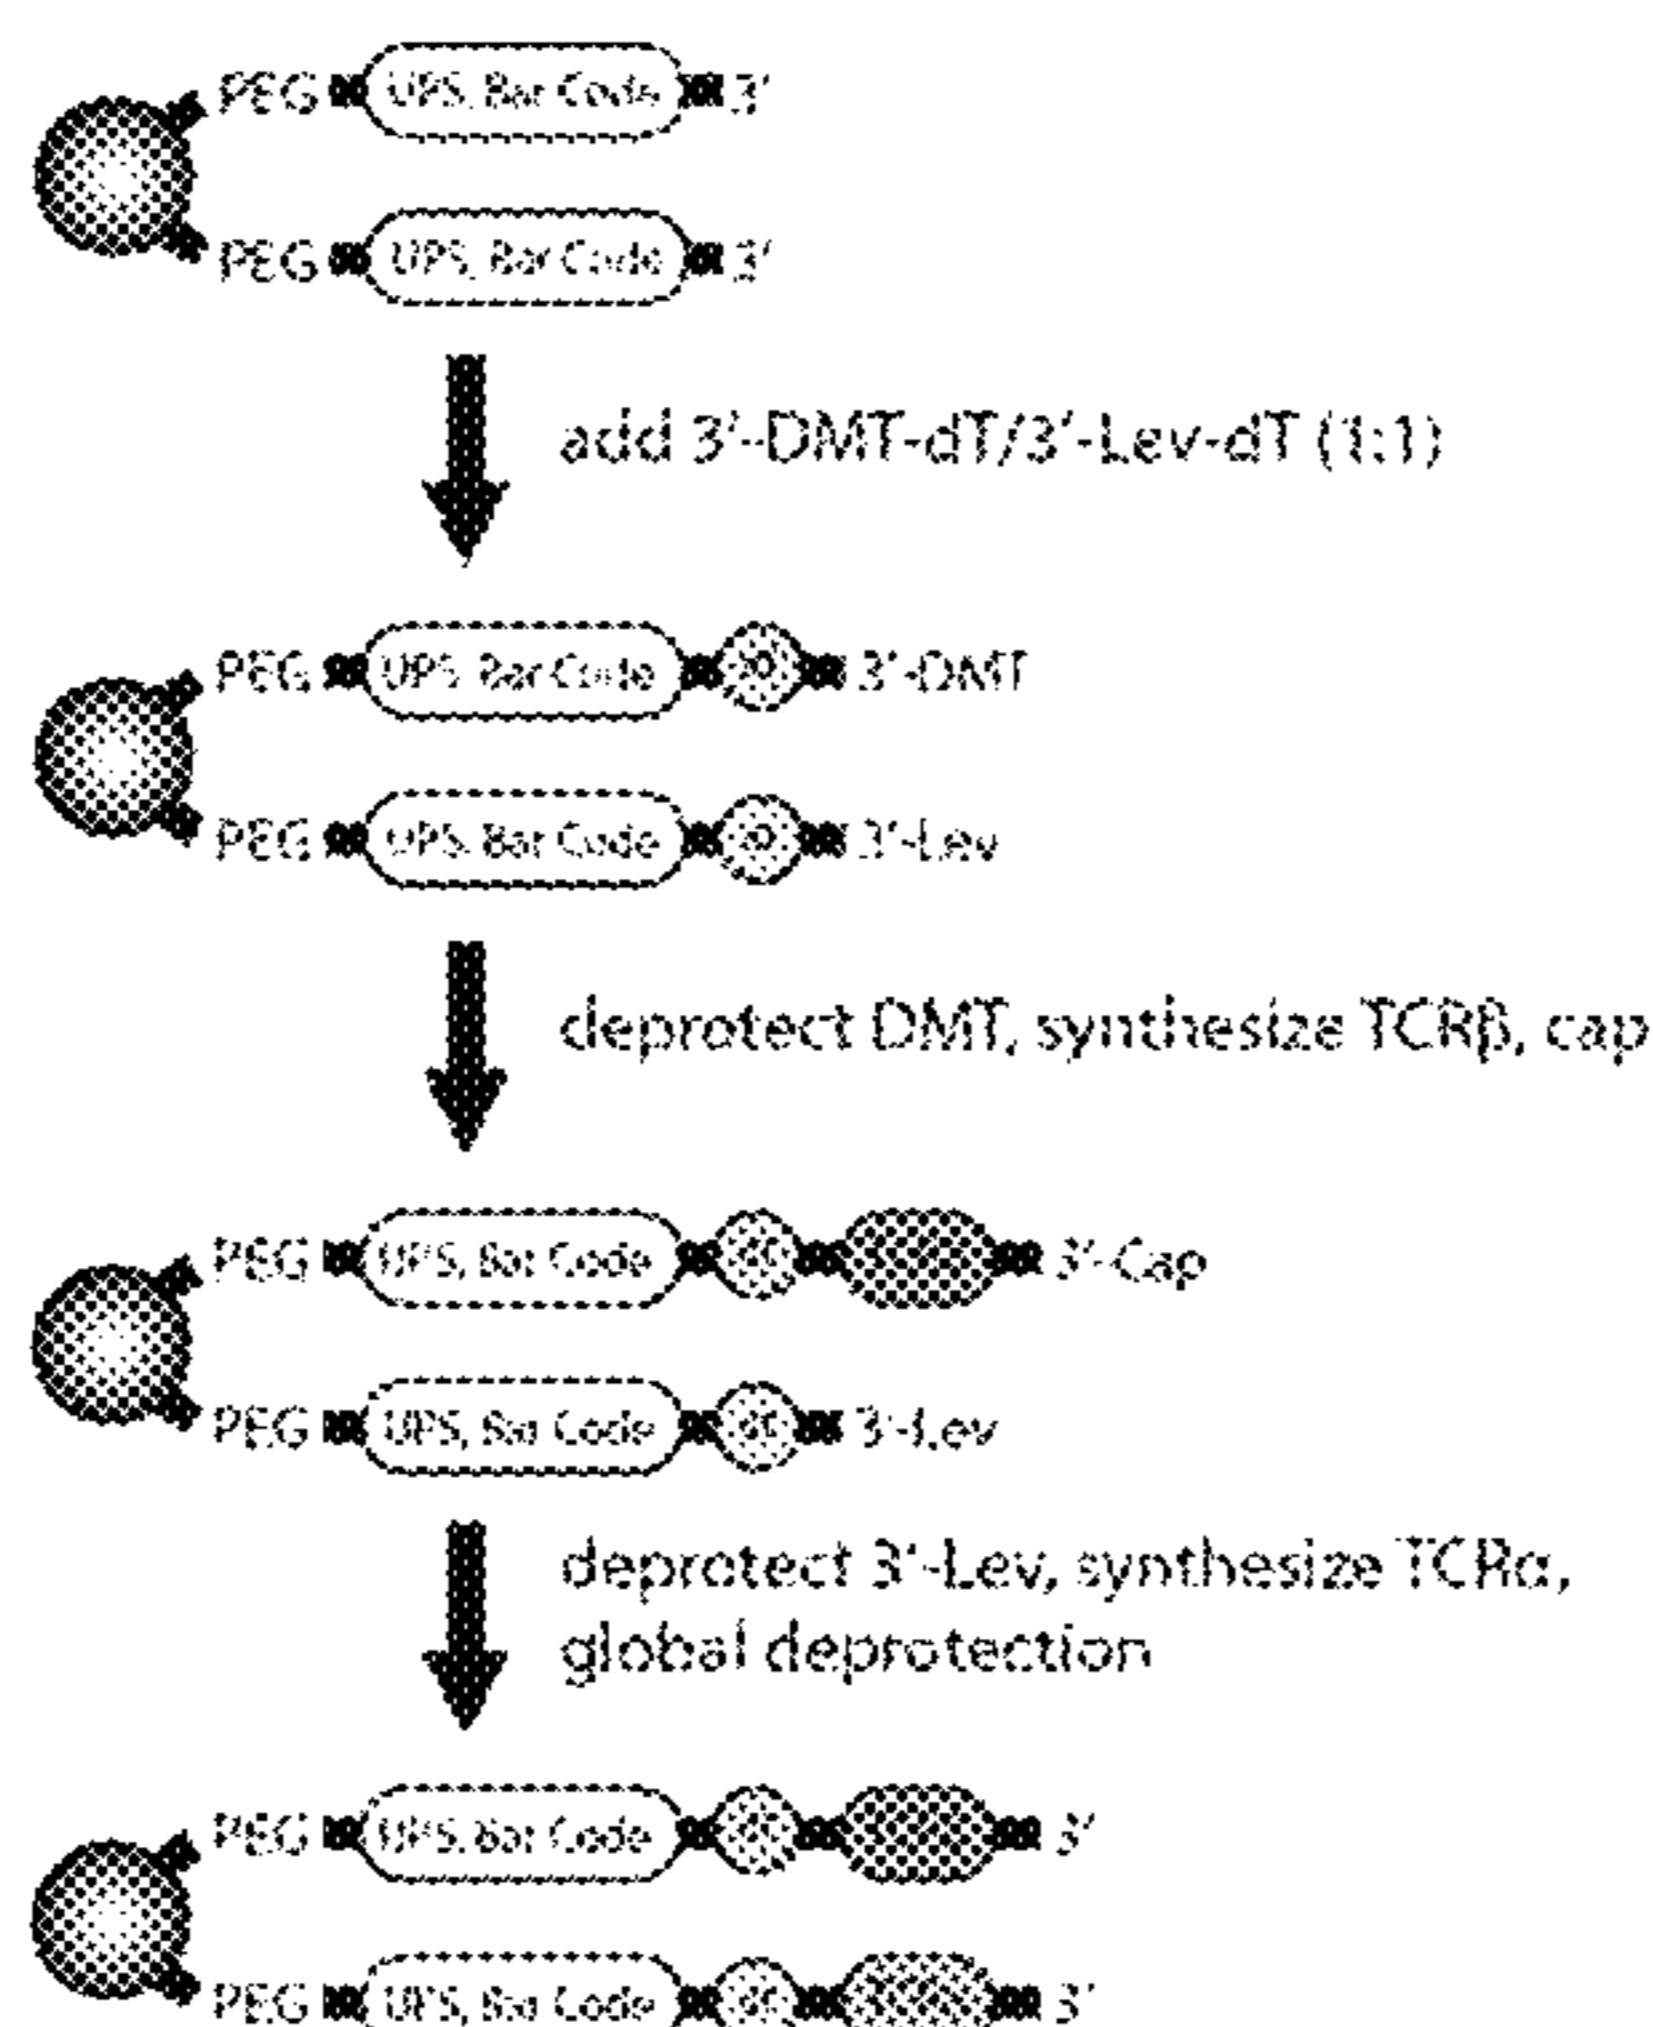 PEG UPS, Bar Code 3'
PEG UPS, Bar Code 3'
add 3'-DMT-dT/3'-Lev-dT (1:1)
PEG UPS, Bar Code 3'-DMT
PEG UPS, Bar Code 3'-Lev
deprotect DMT, synthesize TCRβ, cap
PEG UPS, Bar Code 3'-Cap
PEG UPS, Bar Code 3'-Lev
deprotect 3'-Lev, synthesize TCRα,
global deprotection
PEG UPS, Bar Code 3'
PEG UPS, Bar Code 3'